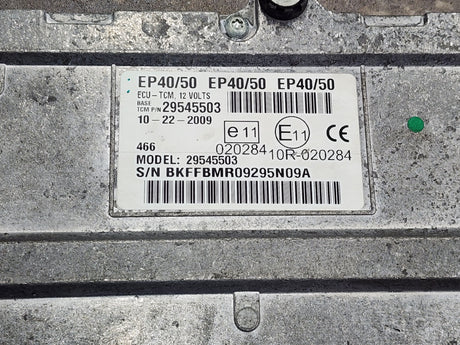 EP40/50 EP40/50 EP40/50
ECU-TCM, 12 VOLTS
BASE
TCM P/N 29545503
10-22-2009
e11 E11 CE
020284 10R-020284
466
MODEL: 29545503
S/N BKFFBMR09295N09A